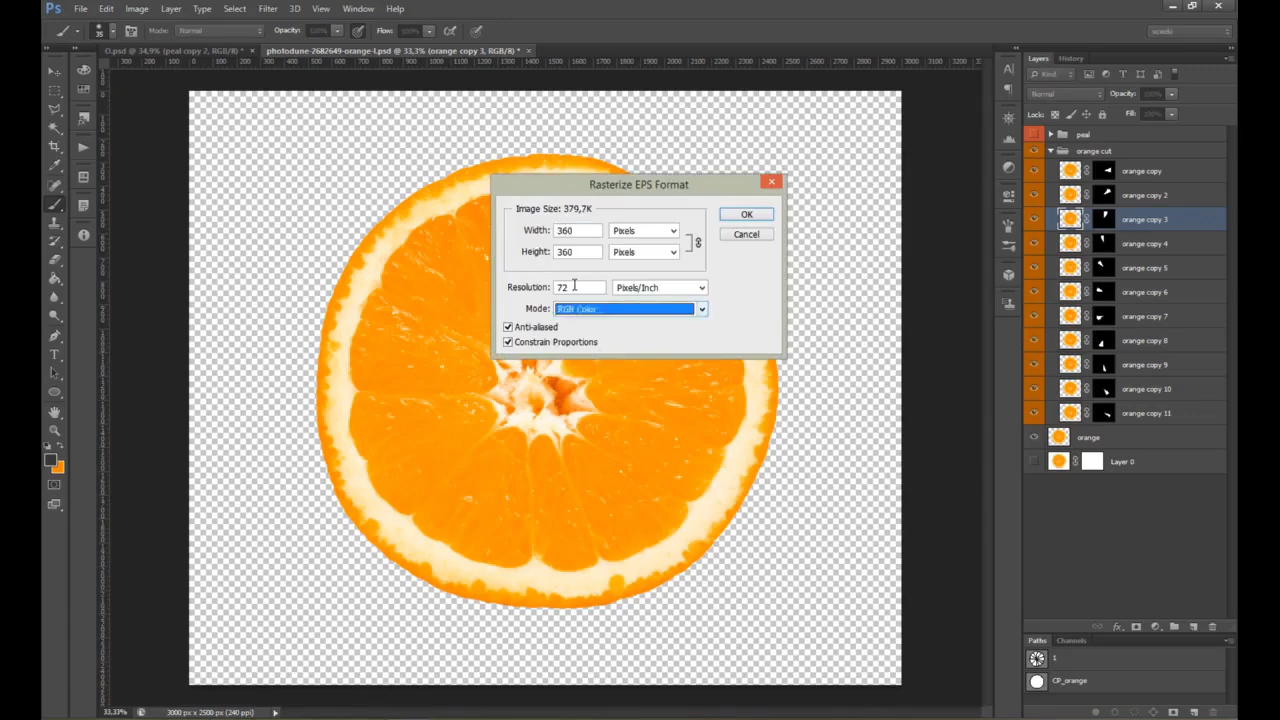 Ps File Edit Image Layer Type Select Filter 3D View Window Help
35 Mode: Normal Opacity: 100% Flow: 100%
O.psd @ 34,9% (peal copy 2, RGB/8) * × photodune-2682649-orange-l.psd @ 33,3% (orange copy 3, RGB/8) * ×
300 200 100 0 100 200 300 400 500 600 700 800 900 1000 1100 1200 1300 1400 1500 1600 1700 1800 1900 2000 2100 2200 2300 2400 2500 2600 2700 2800 2900 3000 3100 3200
Layers History
Kind
Normal Opacity: 100%
Lock: Fill: 100%
peal
orange cut
orange copy
orange copy 2
orange copy 3
orange copy 4
orange copy 5
orange copy 6
orange copy 7
orange copy 8
orange copy 9
orange copy 10
orange copy 11
orange
Layer 0
Rasterize EPS Format
Image Size: 379,7K
Width: 360 Pixels
Height: 360 Pixels
Resolution: 72 Pixels/Inch
Mode: RGB Color
Anti-aliased
Constrain Proportions
OK
Cancel
Paths Channels
1
CP_orange
33,33% 3000 px x 2500 px (240 ppi)